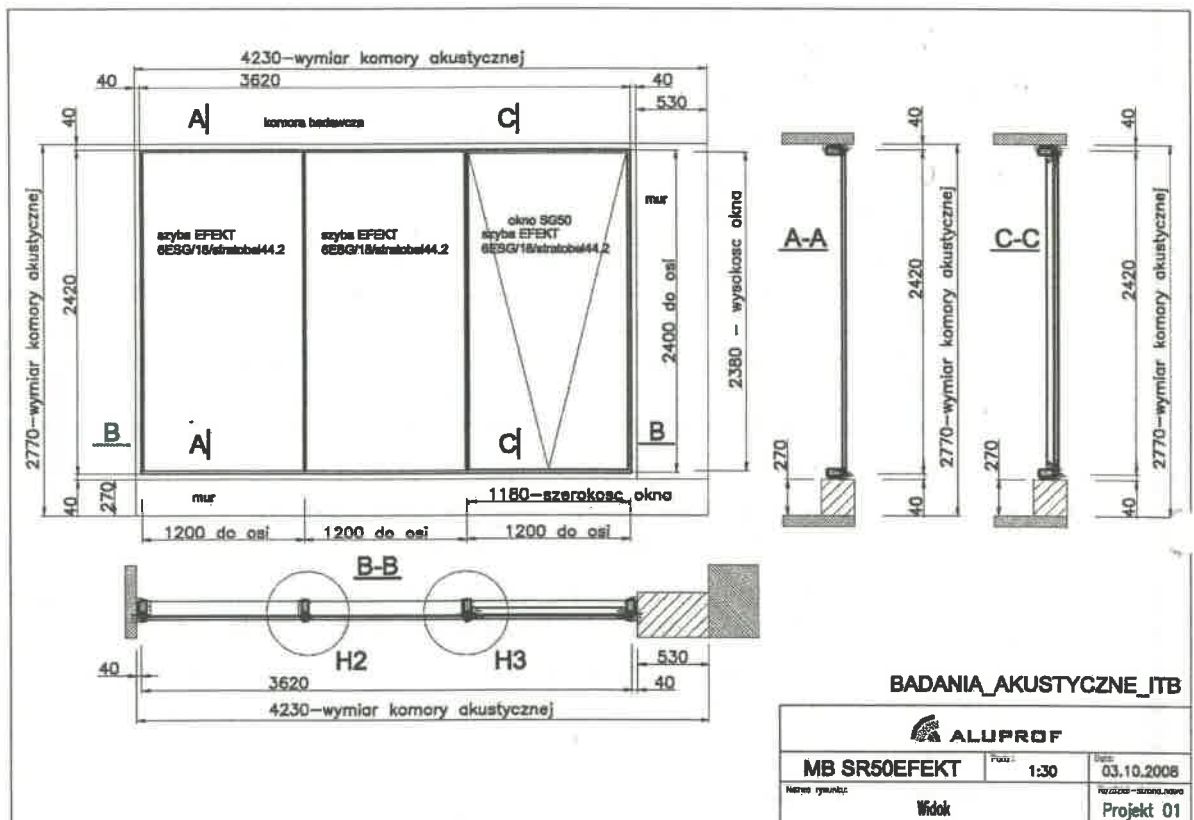 4230-wymiar komory akustycznej
40 3620 40
530
A C
komora badawcza
40
mur
szyba EFEKT
6ESG/16/stratobel44.2
szyba EFEKT
6ESG/16/stratobel44.2
okno SG50
szyba EFEKT
6ESG/16/stratobel44.2
2770-wymiar komory akustycznej
2420
2400 do osi
2380 - wysokosc okna
B A C B
40
270
mur
1180-szerokosc okna
1200 do osi 1200 do osi 1200 do osi
A-A
40
2420
2770-wymiar komory akustycznej
270
40
C-C
40
2420
2770-wymiar komory akustycznej
270
40
B-B
H2 H3
40 3620 40
530
4230-wymiar komory akustycznej
BADANIA_AKUSTYCZNE_ITB
ALUPROF
MB SR50EFEKT 1:30 03.10.2008
Nazwa rysunku:
Widok Projekt 01